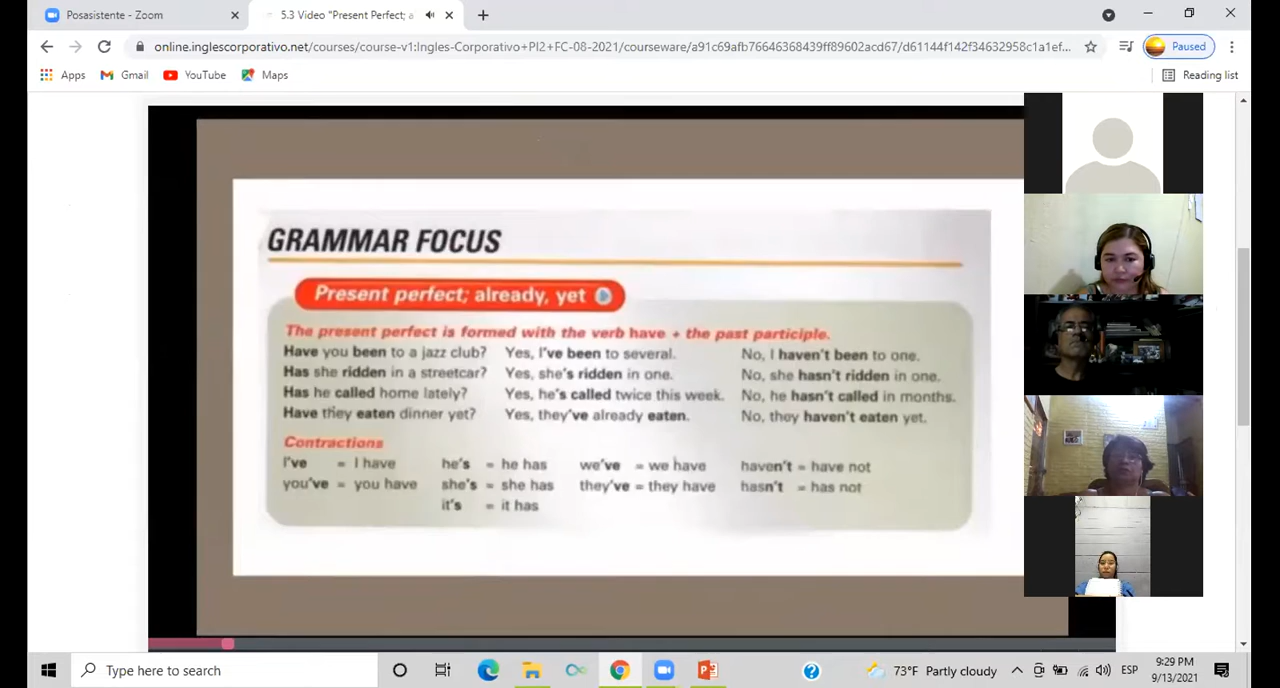 Posasistente - Zoom
5.3 Video "Present Perfect; a
online.inglescorporativo.net/courses/course-v1:Ingles-Corporativo+PI2+FC-08-2021/courseware/a91c69afb76646368439ff89602acd67/d61144f142f34632958c1a1ef...
Paused
Apps
Gmail
YouTube
Maps
Reading list
GRAMMAR FOCUS
Present perfect; already, yet
The present perfect is formed with the verb have + the past participle.
Have you been to a jazz club? Yes, I've been to several. No, I haven't been to one.
Has she ridden in a streetcar? Yes, she's ridden in one. No, she hasn't ridden in one.
Has he called home lately? Yes, he's called twice this week. No, he hasn't called in months.
Have they eaten dinner yet? Yes, they've already eaten. No, they haven't eaten yet.
Contractions
I've = I have he's = he has we've = we have haven't = have not
you've = you have she's = she has they've = they have hasn't = has not
it's = it has
Type here to search
73°F Partly cloudy
ESP
9:29 PM
9/13/2021